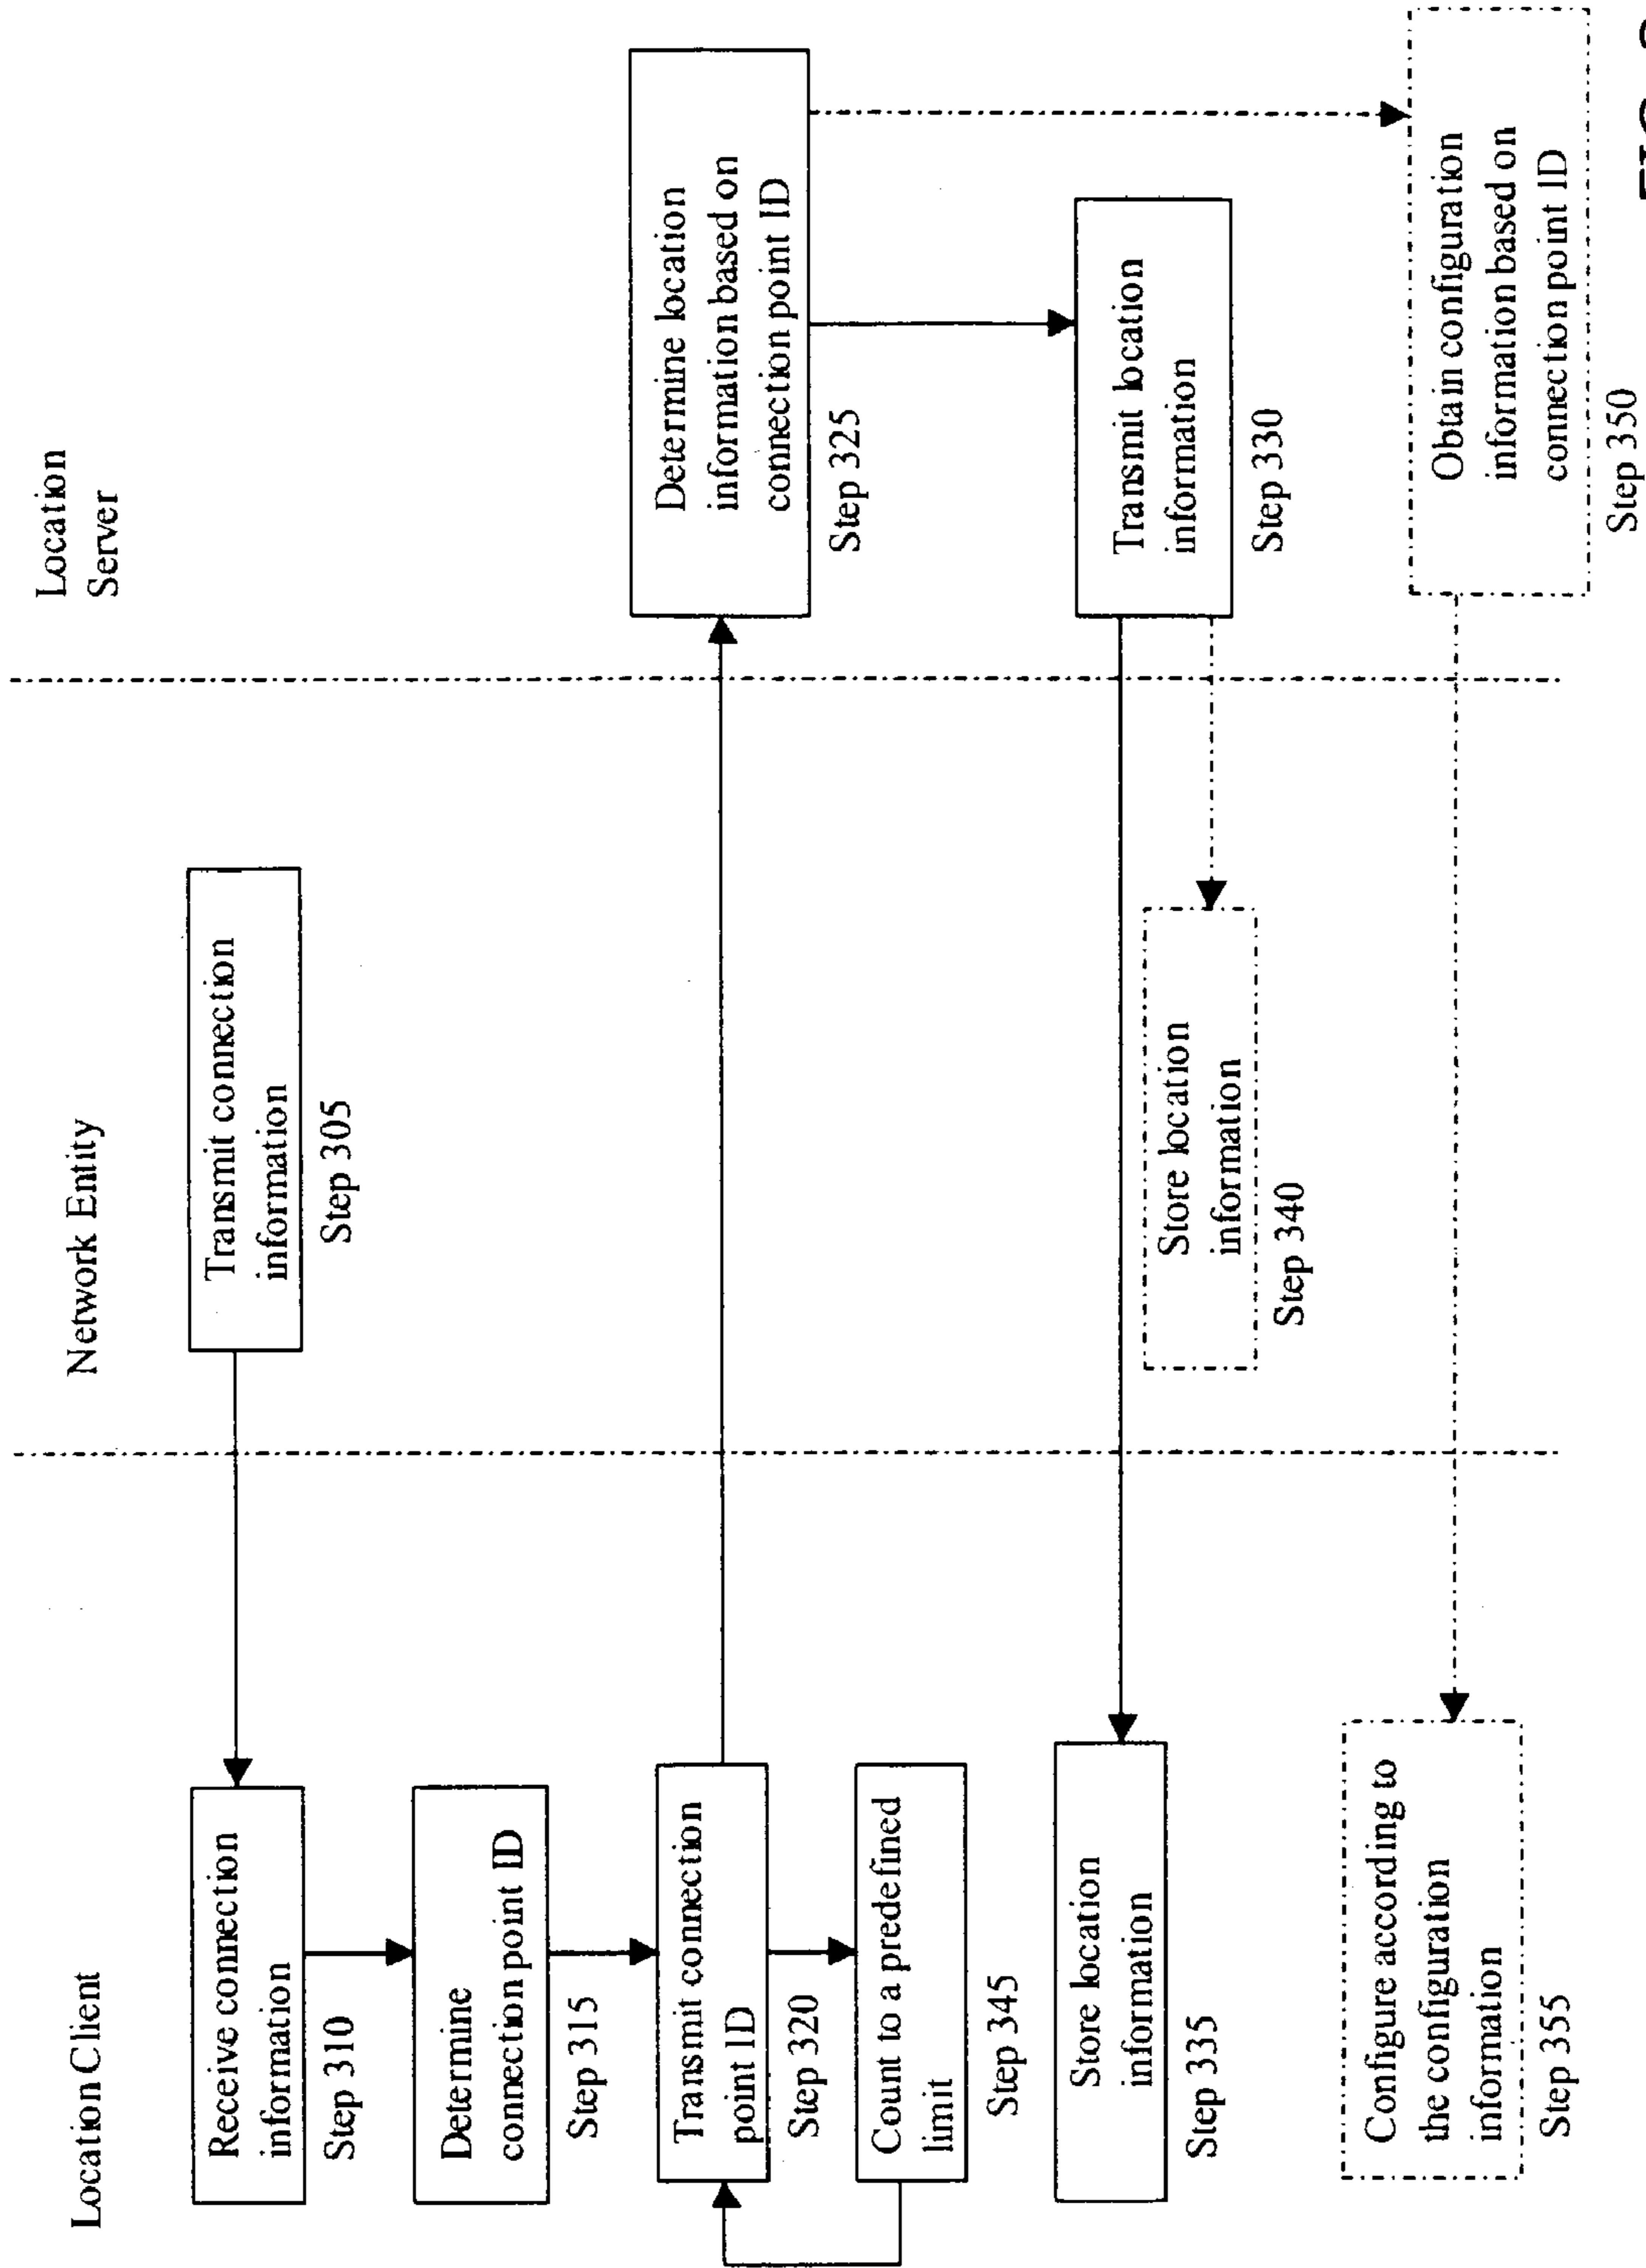 Location Client
Network Entity
Location
Server
Transmit connection
information
Step 305
Receive connection
information
Step 310
Determine
connection point ID
Step 315
Transmit connection
point ID
Step 320
Count to a predefined
limit
Step 345
Determine location
information based on
connection point ID
Step 325
Transmit location
information
Step 330
Store location
information
Step 335
Store location
information
Step 340
Obtain configuration
information based on
connection point ID
Step 350
Configure according to
the configuration
information
Step 355